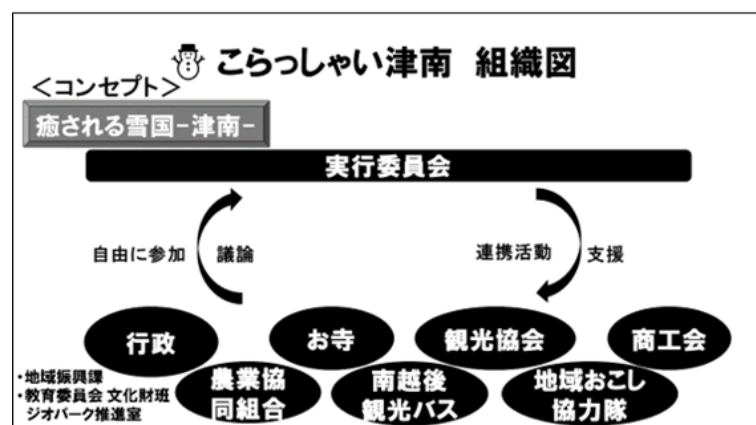 こらっしゃい津南 組織図
＜コンセプト＞
癒される雪国-津南-
実行委員会
自由に参加
議論
連携活動
支援
行政
お寺
観光協会
商工会
農業協
同組合
南越後
観光バス
地域おこし
協力隊
・地域振興課
・教育委員会 文化財班
ジオパーク推進室